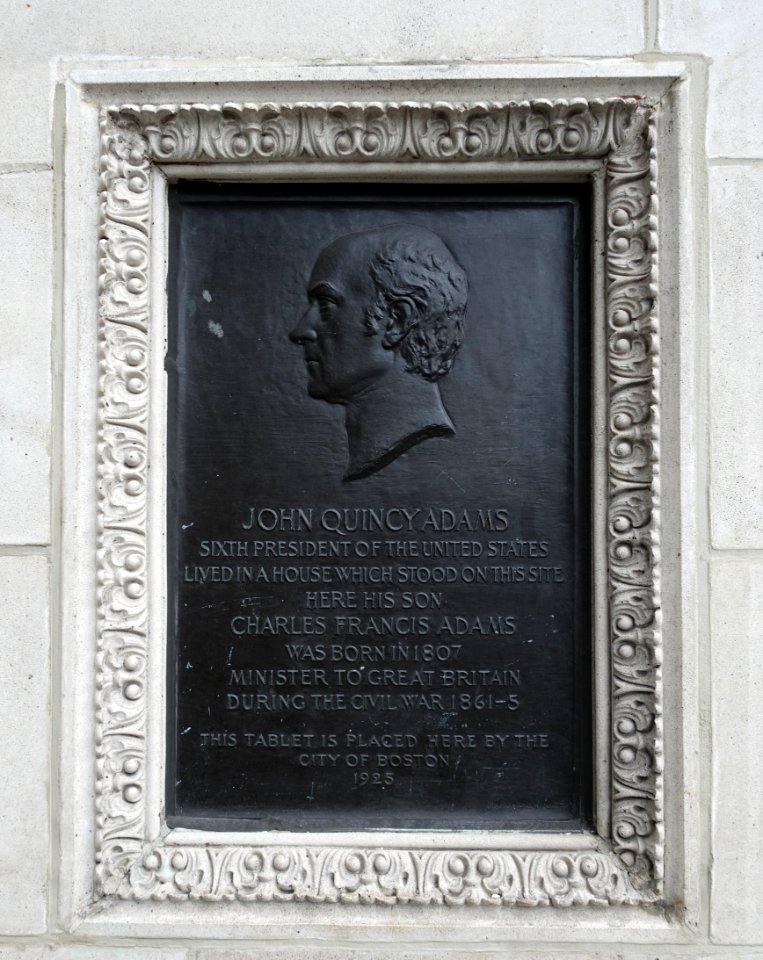 JOHN QUINCY ADAMS
SIXTH PRESIDENT OF THE UNITED STATES
LIVED IN A HOUSE WHICH STOOD ON THIS SITE
HERE HIS SON
CHARLES FRANCIS ADAMS
WAS BORN IN 1807
MINISTER TO GREAT BRITAIN
DURING THE CIVIL WAR 1861-5
THIS TABLET IS PLACED HERE BY THE
CITY OF BOSTON
1925